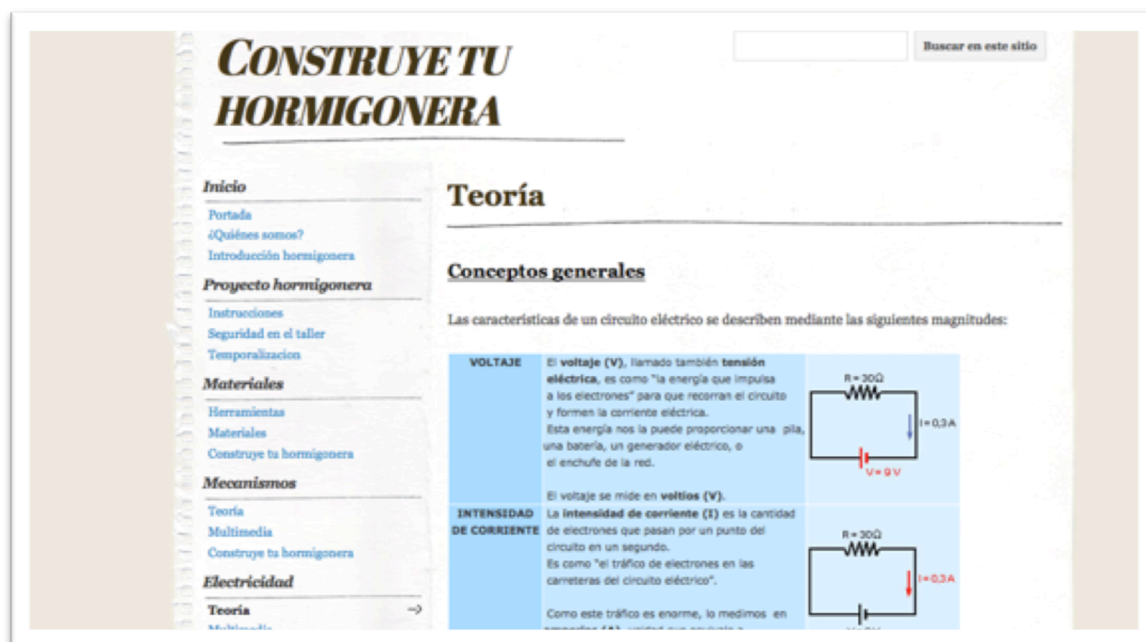 CONSTRUYE TU
HORMIGONERA
Buscar en este sitio
Inicio
Portada
¿Quiénes somos?
Introducción hormigonera
Proyecto hormigonera
Instrucciones
Seguridad en el taller
Temporalizacion
Materiales
Herramientas
Materiales
Construye tu hormigonera
Mecanismos
Teoría
Multimedia
Construye tu hormigonera
Electricidad
Teoría
Multimedia
Teoría
Conceptos generales
Las características de un circuito eléctrico se describen mediante las siguientes magnitudes:
VOLTAJE
El voltaje (V), llamado también tensión
eléctrica, es como "la energía que impulsa
a los electrones" para que recorran el circuito
y formen la corriente eléctrica.
Esta energía nos la puede proporcionar una pila,
una batería, un generador eléctrico, o
el enchufe de la red.
El voltaje se mide en voltios (V).
R = 30Ω
I = 0,3 A
V = 9 V
INTENSIDAD
DE CORRIENTE
La intensidad de corriente (I) es la cantidad
de electrones que pasan por un punto del
circuito en un segundo.
Es como "el tráfico de electrones en las
carreteras del circuito eléctrico".
Como este tráfico es enorme, lo medimos en
R = 30Ω
I = 0,3 A